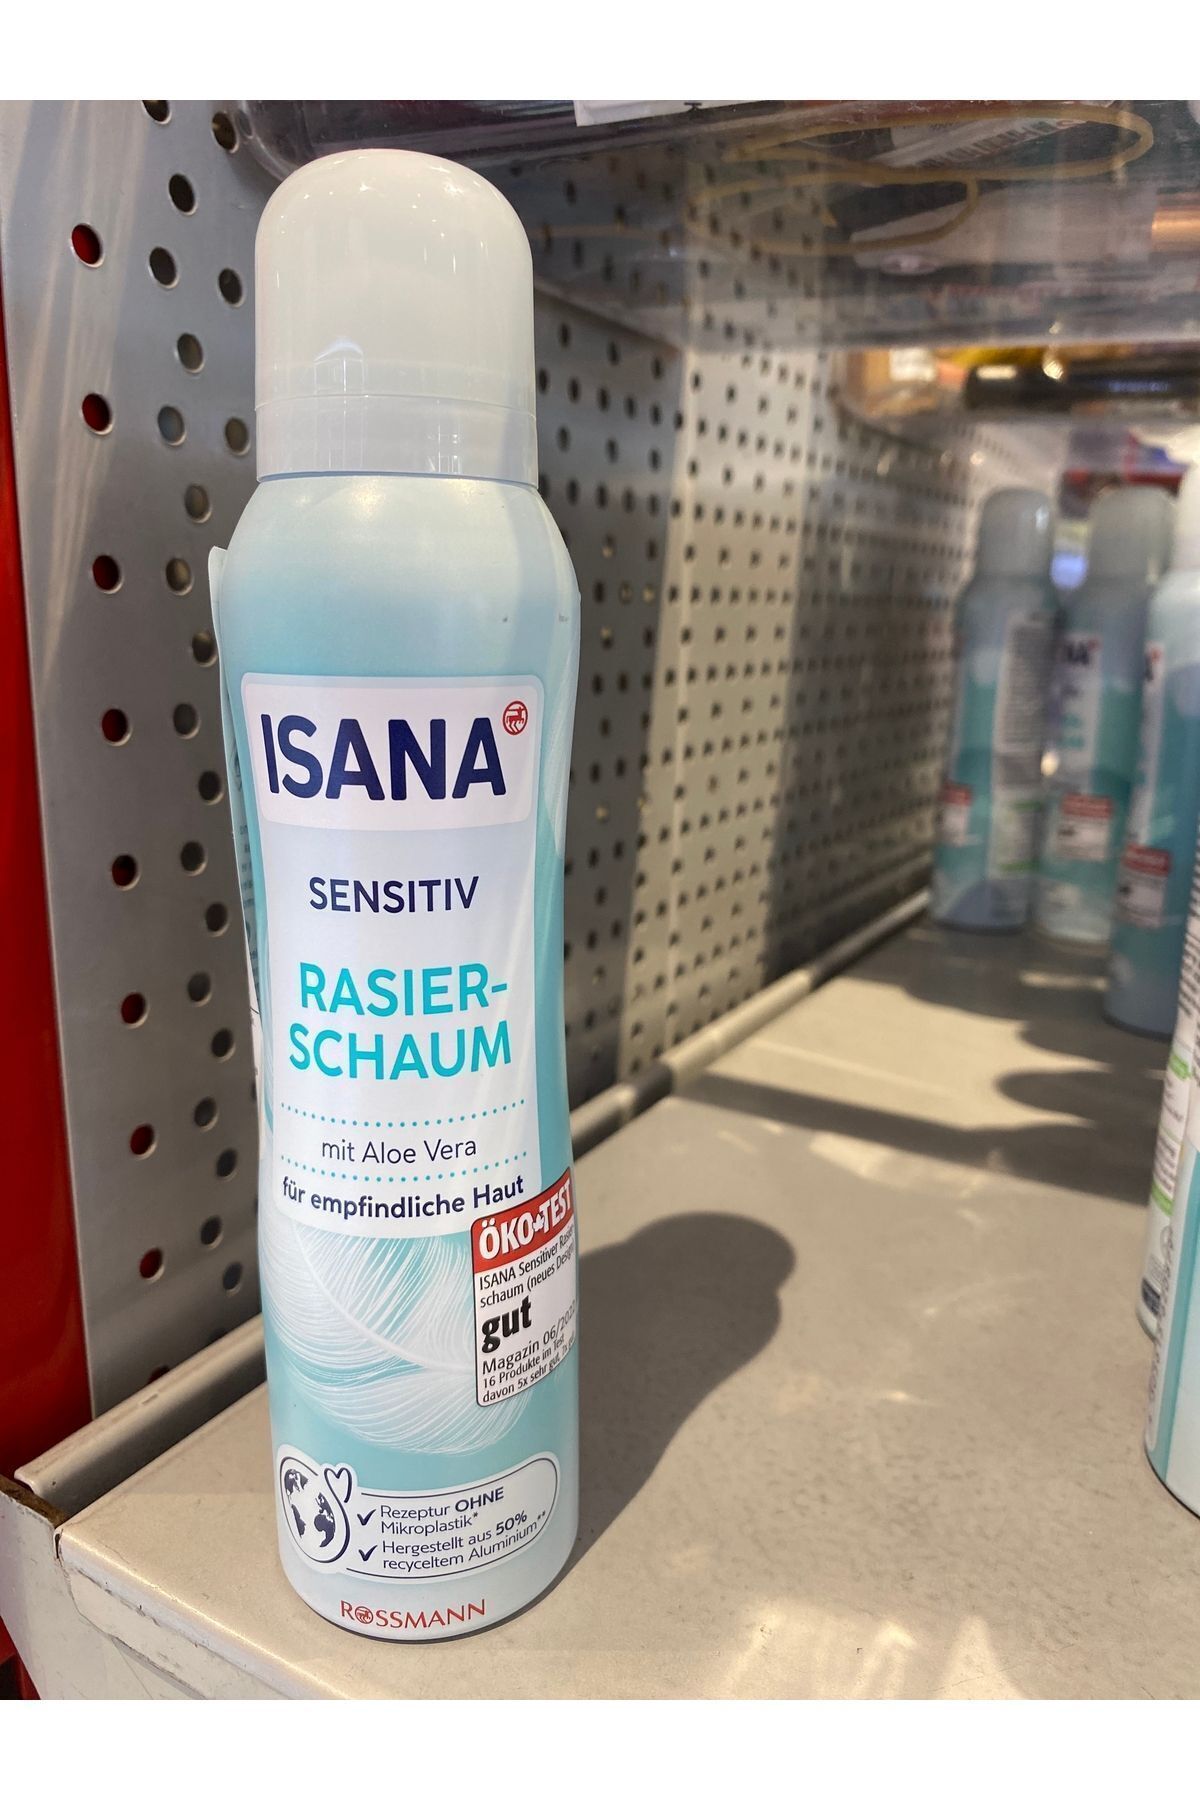 ISANA
SENSITIV
RASIER-
SCHAUM
mit Aloe Vera
für empfindliche Haut
ÖKO-TEST
ISANA Sensitiver
schaum (neues
gut
Magazin
16 Produkte im Test
davon 5x sehr gut,
Rezeptur OHNE
Mikroplastik*
Hergestellt aus 50%
recyceltem Aluminium**
ROSSMANN